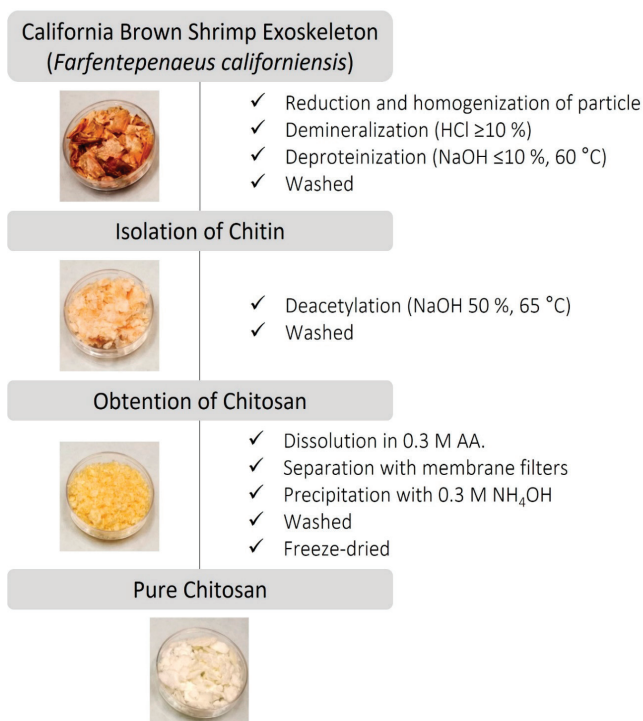 California Brown Shrimp Exoskeleton
(Farfentepenaeus californiensis)
✓ Reduction and homogenization of particle
✓ Demineralization (HCl ≥10 %)
✓ Deproteinization (NaOH ≤10 %, 60 °C)
✓ Washed
Isolation of Chitin
✓ Deacetylation (NaOH 50 %, 65 °C)
✓ Washed
Obtention of Chitosan
✓ Dissolution in 0.3 M AA.
✓ Separation with membrane filters
✓ Precipitation with 0.3 M NH₄OH
✓ Washed
✓ Freeze-dried
Pure Chitosan